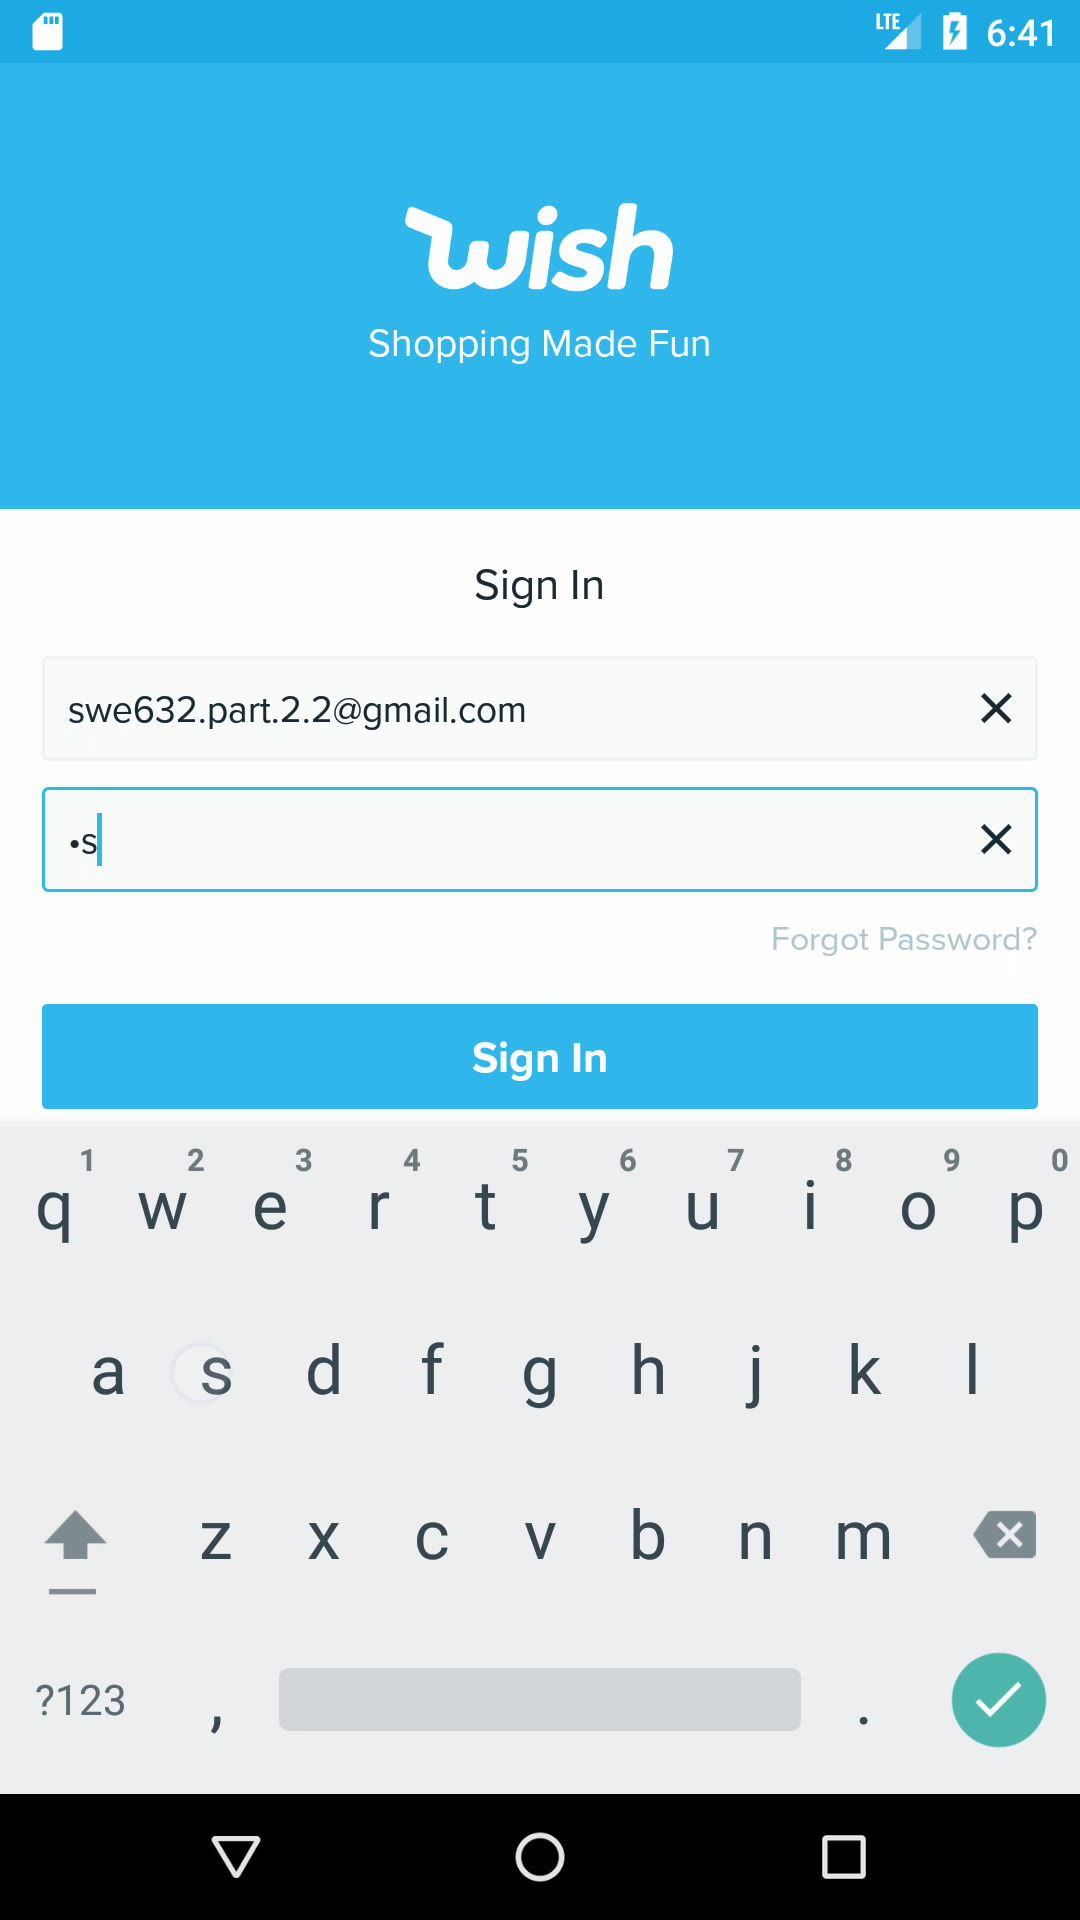 LTE 6:41
wish
Shopping Made Fun
Sign In
swe632.part.2.2@gmail.com
•s
Forgot Password?
Sign In
1 2 3 4 5 6 7 8 9 0
q w e r t y u i o p
a s d f g h j k l
z x c v b n m
?123 , .